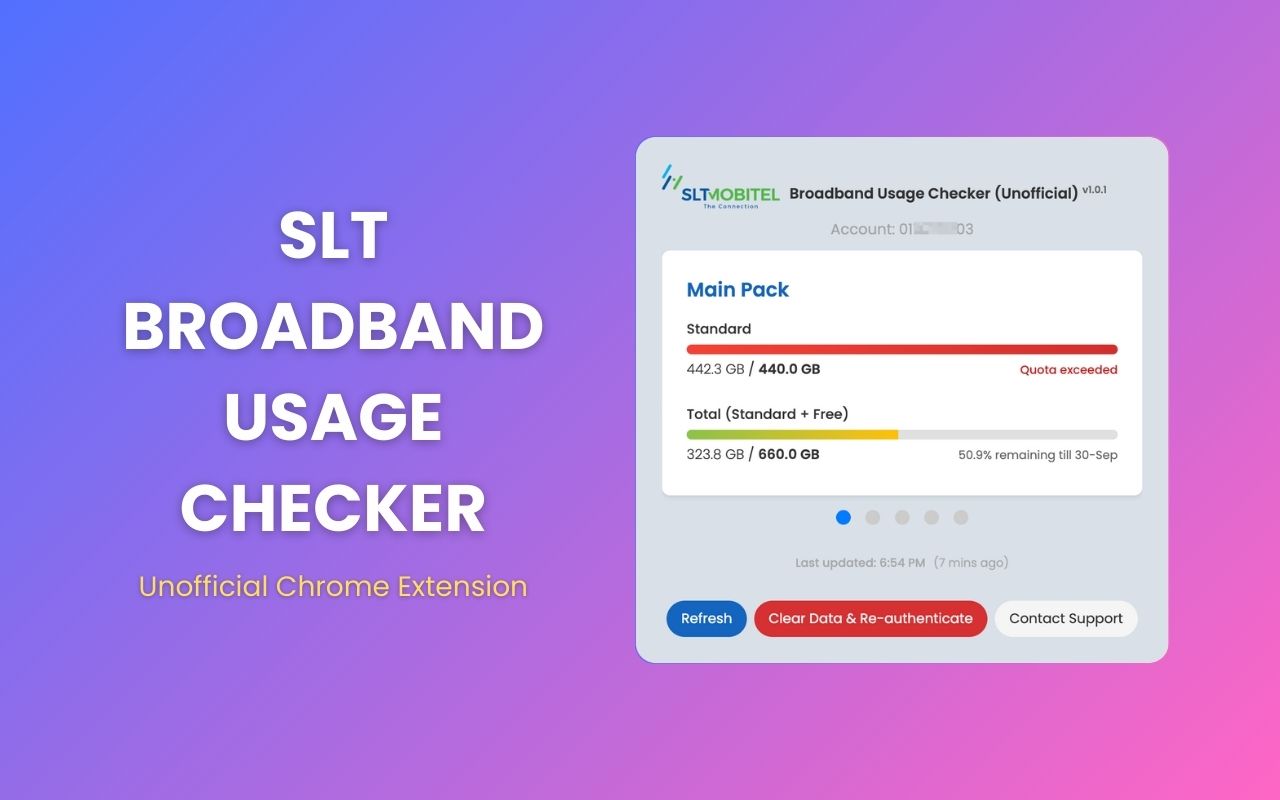 SLT
BROADBAND
USAGE
CHECKER
Unofficial Chrome Extension
SLTMOBITEL
The Connection
Broadband Usage Checker (Unofficial) v1.0.1
Account: 01 03
Main Pack
Standard
442.3 GB / 440.0 GB Quota exceeded
Total (Standard + Free)
323.8 GB / 660.0 GB 50.9% remaining till 30-Sep
Last updated: 6:54 PM (7 mins ago)
Refresh Clear Data & Re-authenticate Contact Support